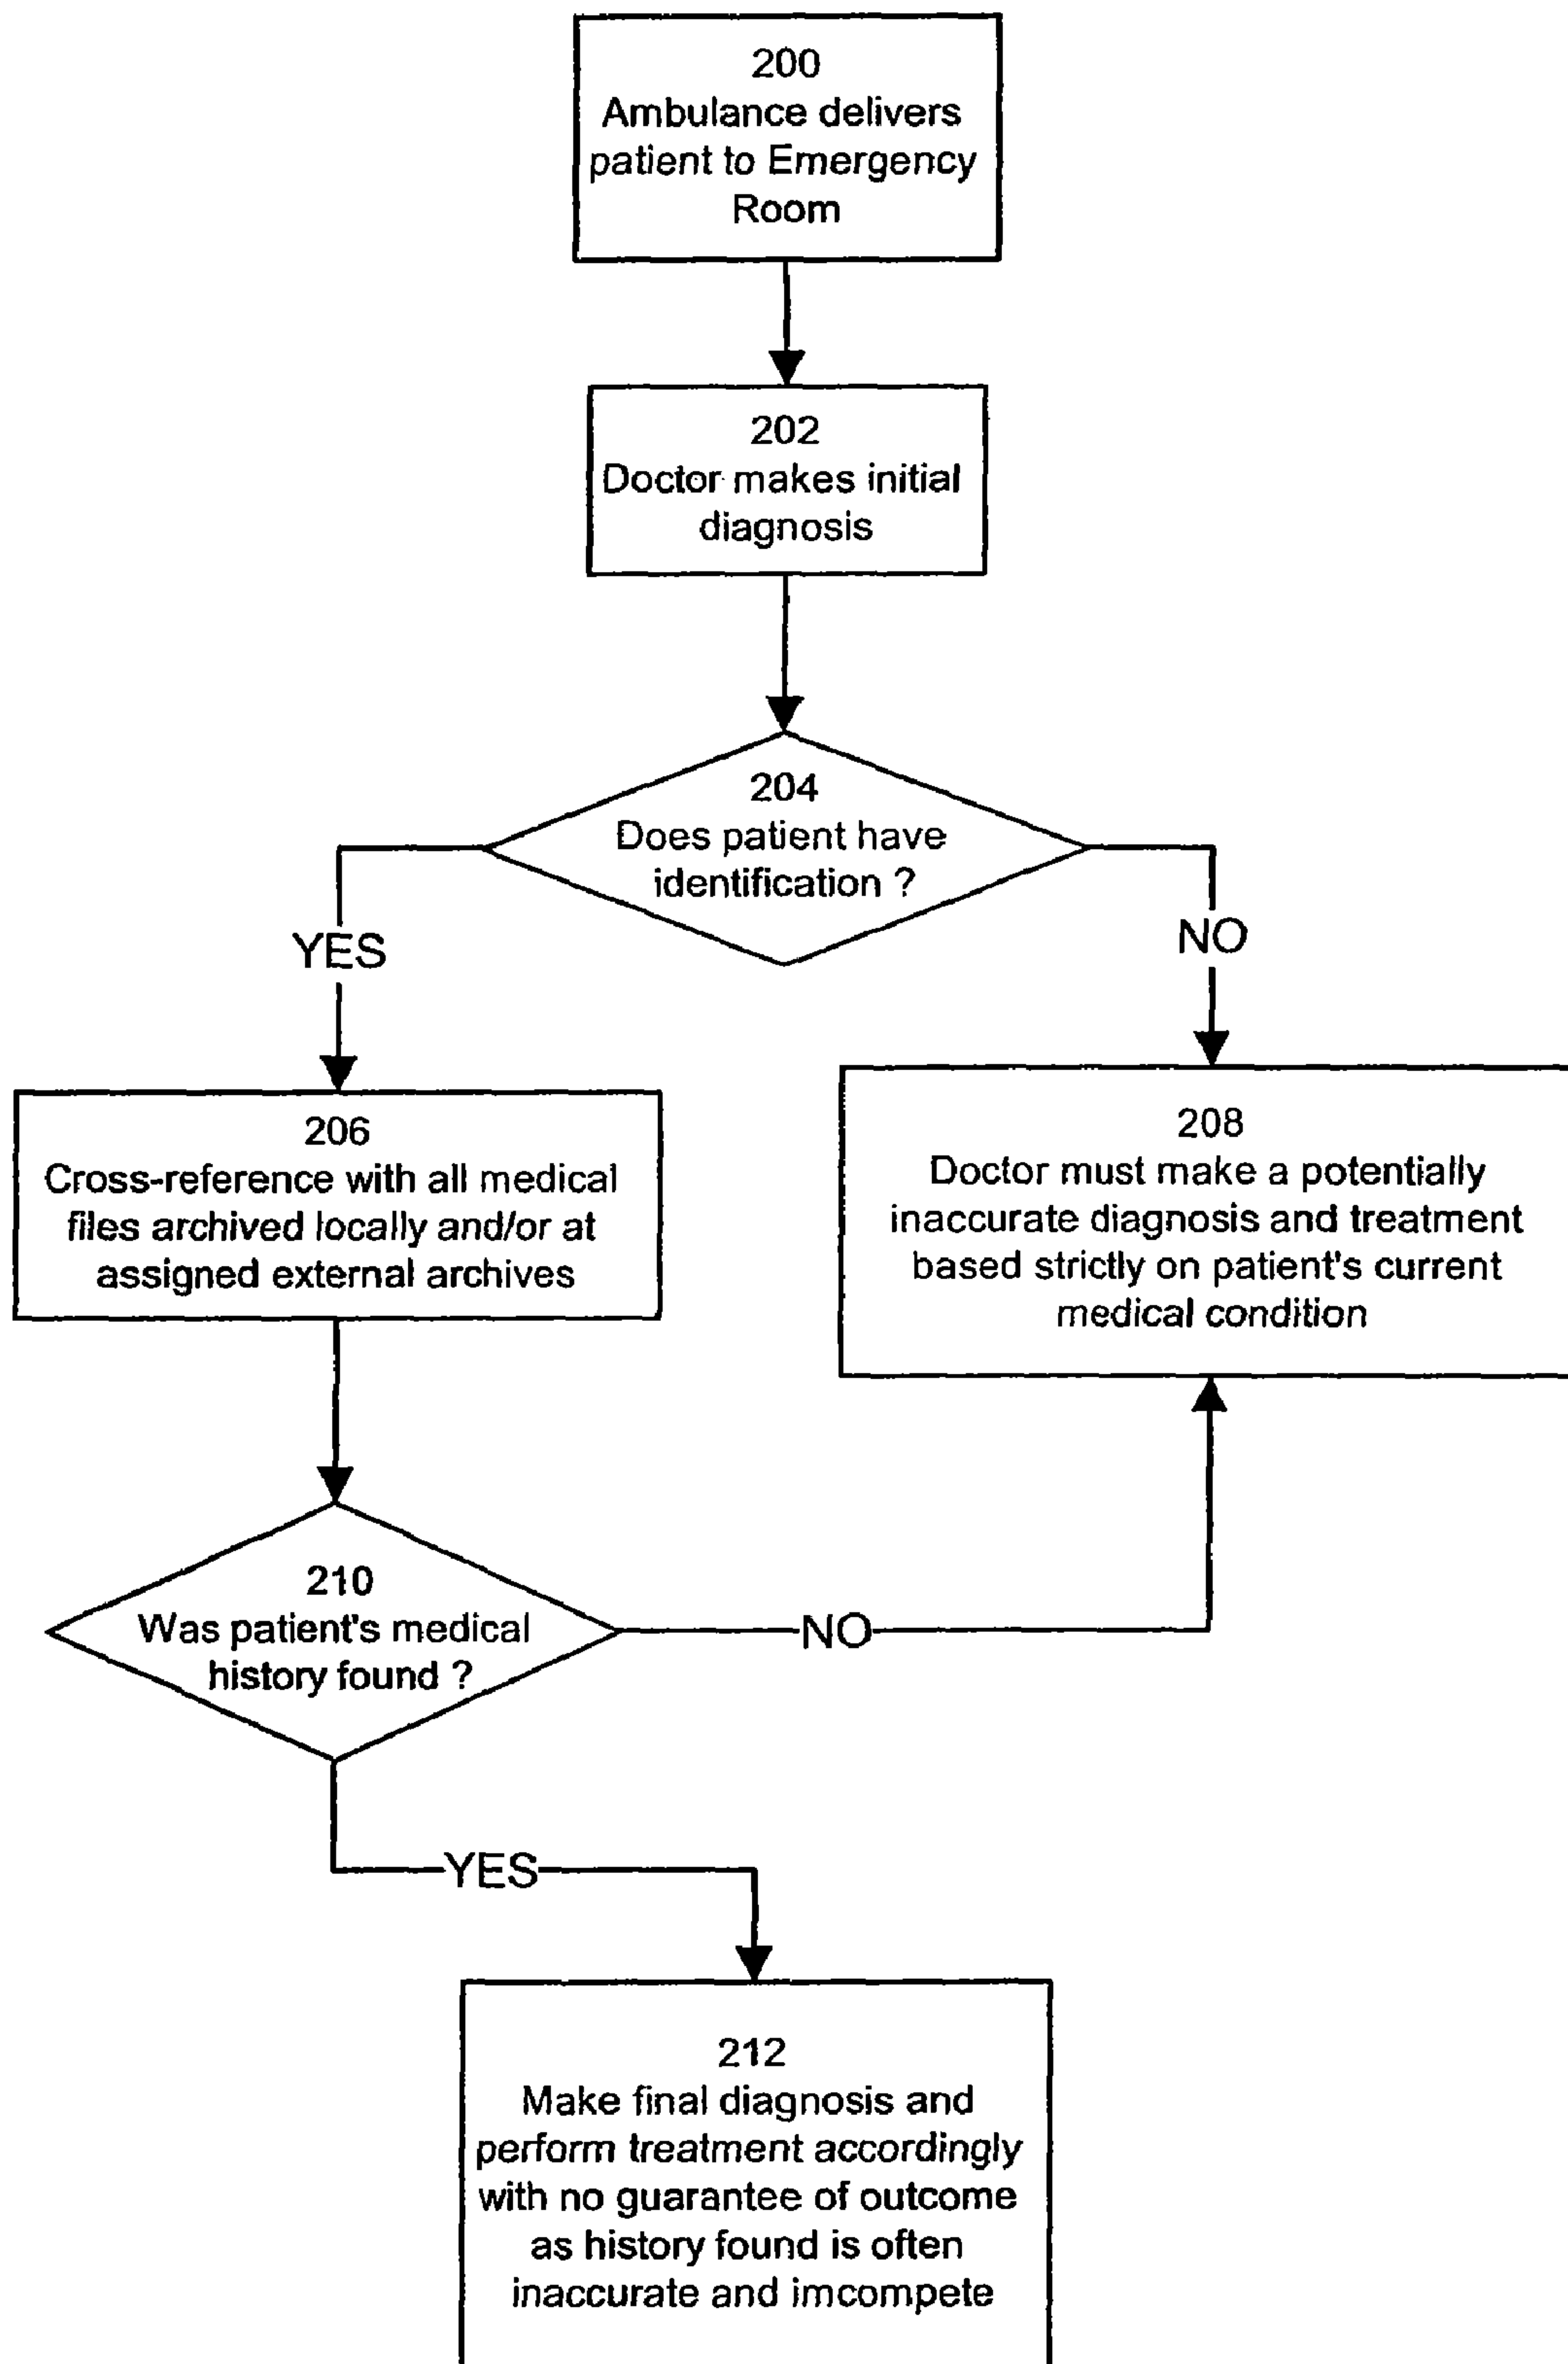 200
Ambulance delivers
patient to Emergency
Room
202
Doctor makes initial
diagnosis
204
Does patient have
identification ?
YES
NO
206
Cross-reference with all medical
files archived locally and/or at
assigned external archives
208
Doctor must make a potentially
inaccurate diagnosis and treatment
based strictly on patient's current
medical condition
210
Was patient's medical
history found ?
NO
YES
212
Make final diagnosis and
perform treatment accordingly
with no guarantee of outcome
as history found is often
inaccurate and imcompete